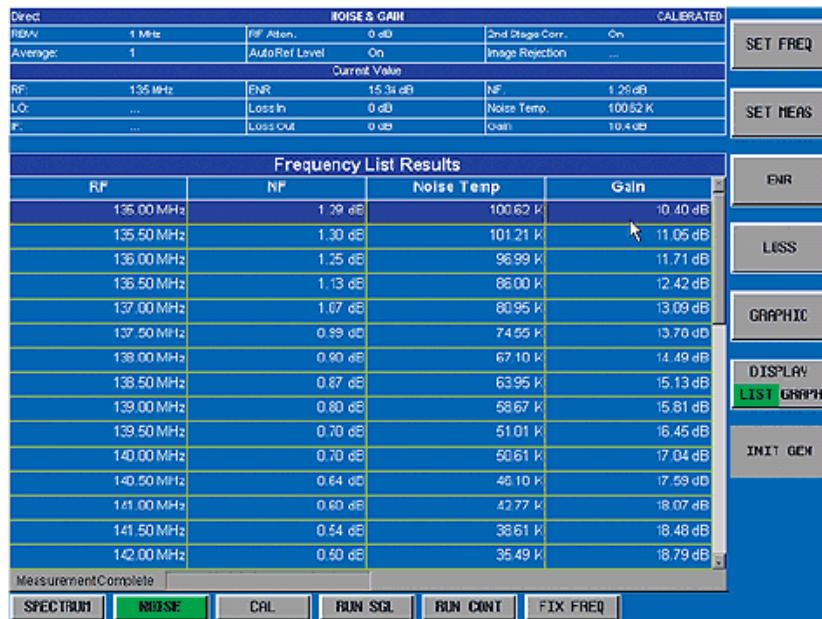 Direct NOISE & GAIN CALIBRATED
RBW 1 MHz RF Atten. 0 dB 2nd Stage Corr. On
Average: 1 AutoRef Level On Image Rejection ...
Current Value
RF: 135 MHz ENR 15.34 dB NF. 1.29 dB
LO: ... Loss In 0 dB Noise Temp. 100.62 K
IF: ... Loss Out 0 dB Gain 10.4 dB
Frequency List Results
RF NF Noise Temp Gain
135.00 MHz 1.29 dB 100.62 K 10.40 dB
135.50 MHz 1.30 dB 101.21 K 11.05 dB
136.00 MHz 1.25 dB 96.99 K 11.71 dB
136.50 MHz 1.13 dB 86.00 K 12.42 dB
137.00 MHz 1.07 dB 80.95 K 13.09 dB
137.50 MHz 0.99 dB 74.55 K 13.78 dB
138.00 MHz 0.90 dB 67.10 K 14.49 dB
138.50 MHz 0.87 dB 63.95 K 15.13 dB
139.00 MHz 0.80 dB 58.67 K 15.81 dB
139.50 MHz 0.70 dB 51.01 K 16.45 dB
140.00 MHz 0.70 dB 50.61 K 17.04 dB
140.50 MHz 0.64 dB 46.10 K 17.59 dB
141.00 MHz 0.60 dB 42.77 K 18.07 dB
141.50 MHz 0.54 dB 38.61 K 18.48 dB
142.00 MHz 0.50 dB 35.49 K 18.79 dB
Measurement Complete
SPECTRUM NOISE CAL RUN SGL RUN CONT FIX FREQ
SET FREQ
SET MEAS
ENR
LOSS
GRAPHIC
DISPLAY
LIST GRAPH
INIT GEN